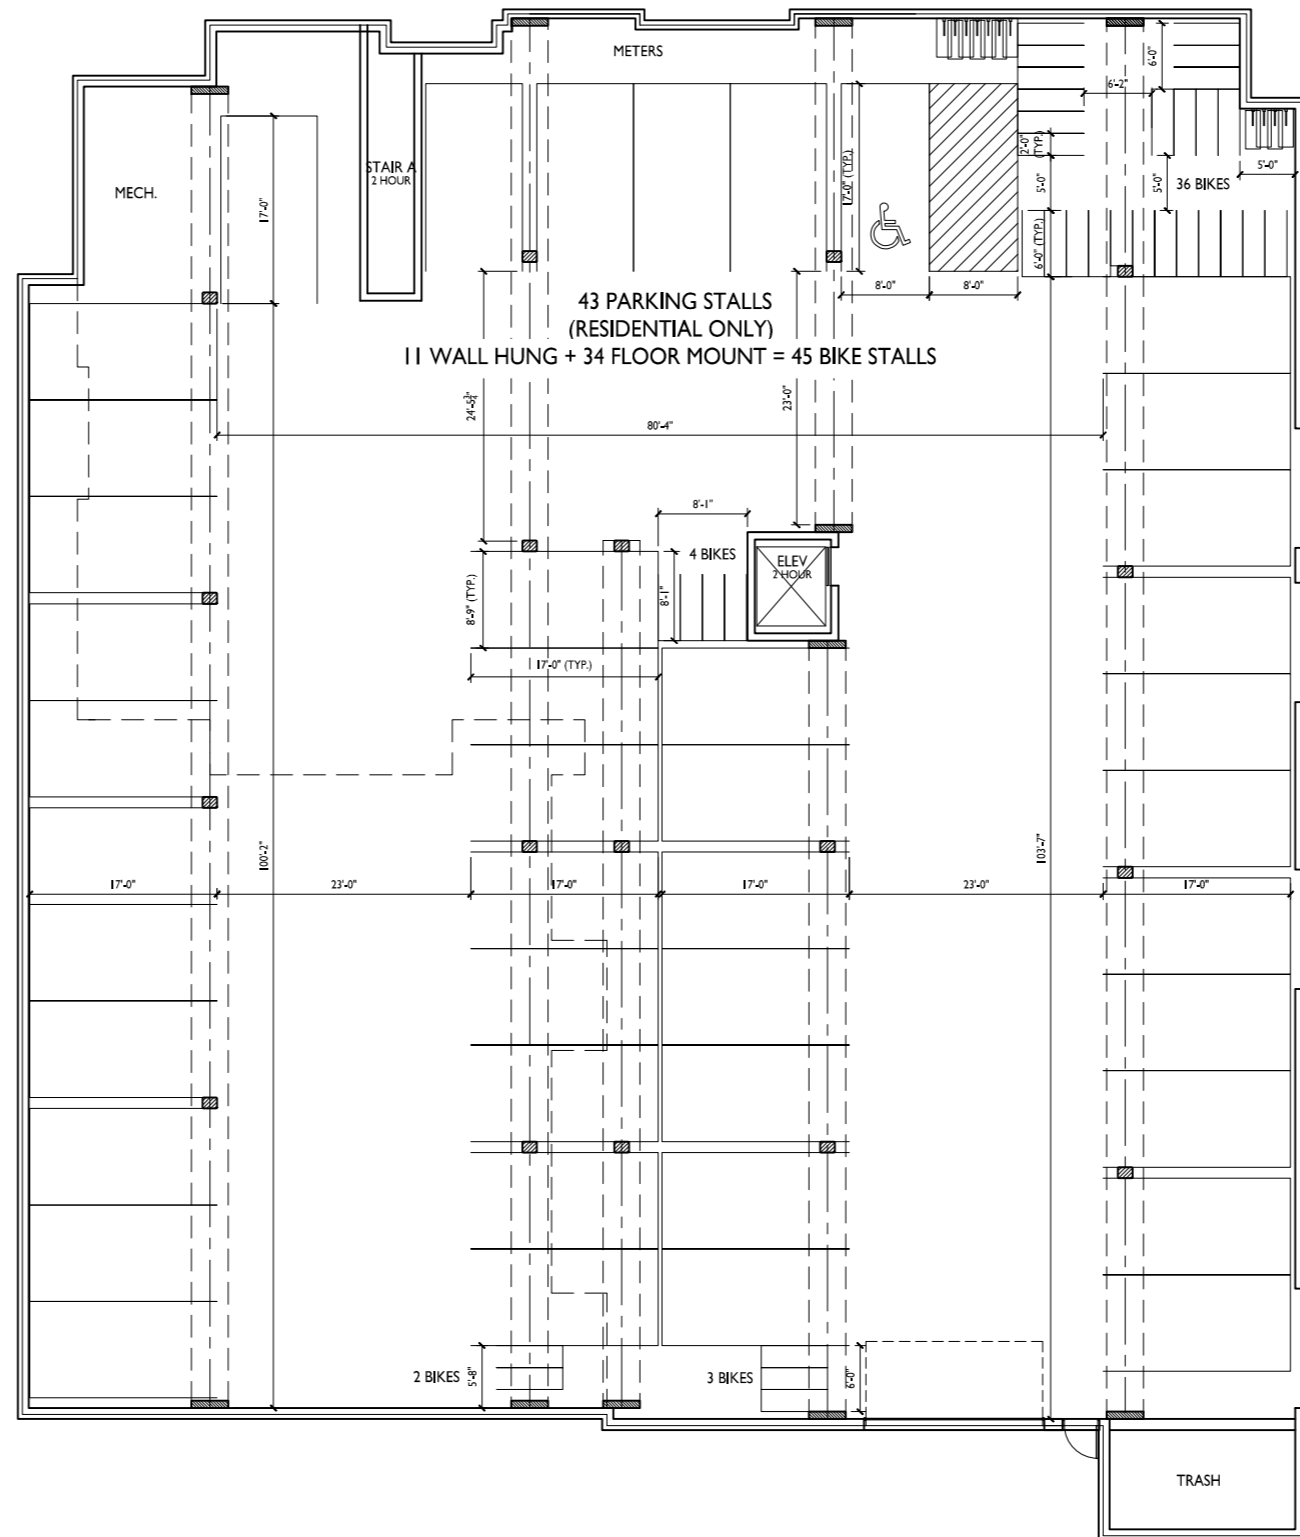 METERS
6'-0"
6'-2"
STAIR A
2 HOUR
MECH.
17'-0"
17'-0" (TYP.)
2'-0"
(TYP.)
5'-0"
5'-0"
36 BIKES
5'-0"
6'-0" (TYP.)
8'-0"
8'-0"
43 PARKING STALLS
(RESIDENTIAL ONLY)
11 WALL HUNG + 34 FLOOR MOUNT = 45 BIKE STALLS
24'-5¾"
23'-0"
80'-4"
8'-1"
4 BIKES
ELEV
2 HOUR
8'-9" (TYP.)
8'-1"
17'-0" (TYP.)
100'-2"
103'-7"
17'-0"
23'-0"
17'-0"
17'-0"
23'-0"
17'-0"
2 BIKES
5'-8"
3 BIKES
6'-0"
TRASH